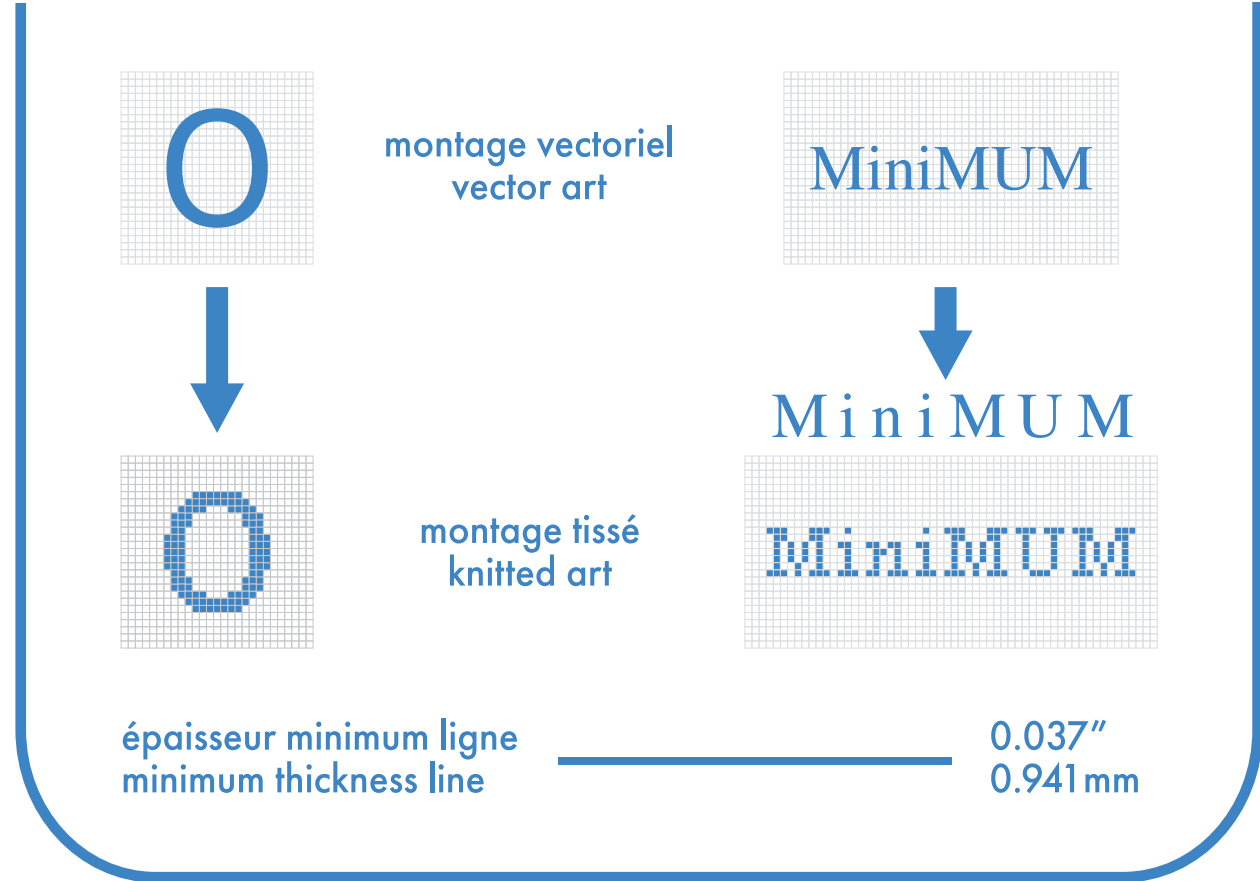 O
montage vectoriel
vector art
MiniMUM
MiniMUM
O
montage tissé
knitted art
MiniMUM
épaisseur minimum ligne
minimum thickness line
0.037"
0.941mm